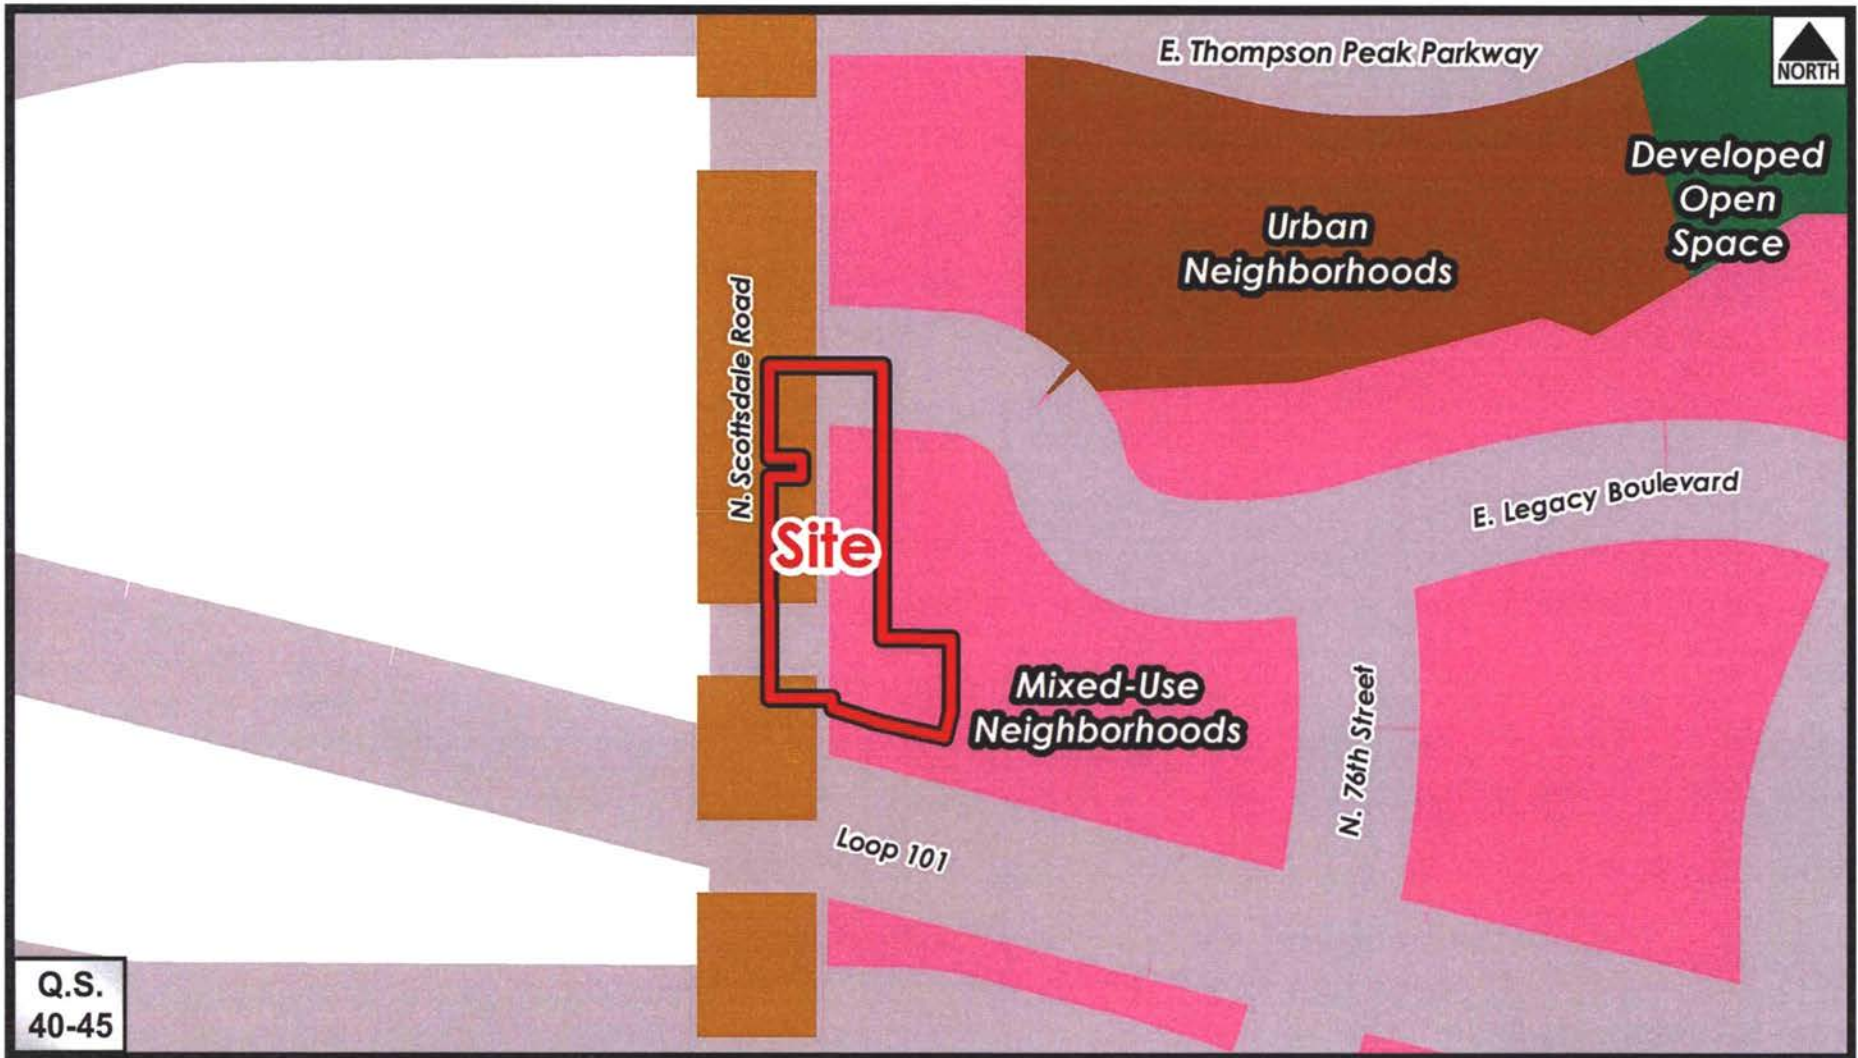 E. Thompson Peak Parkway
NORTH
Developed
Open
Space
Urban
Neighborhoods
N. Scottsdale Road
E. Legacy Boulevard
Site
Mixed-Use
Neighborhoods
N. 76th Street
Loop 101
Q.S.
40-45